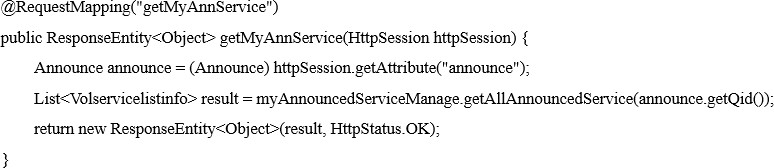 @RequestMapping("getMyAnnService")
public ResponseEntity<Object> getMyAnnService(HttpSession httpSession) {
    Announce announce = (Announce) httpSession.getAttribute("announce");
    List<Volservicelistinfo> result = myAnnouncedServiceManage.getAllAnnouncedService(announce.getQid());
    return new ResponseEntity<Object>(result, HttpStatus.OK);
}